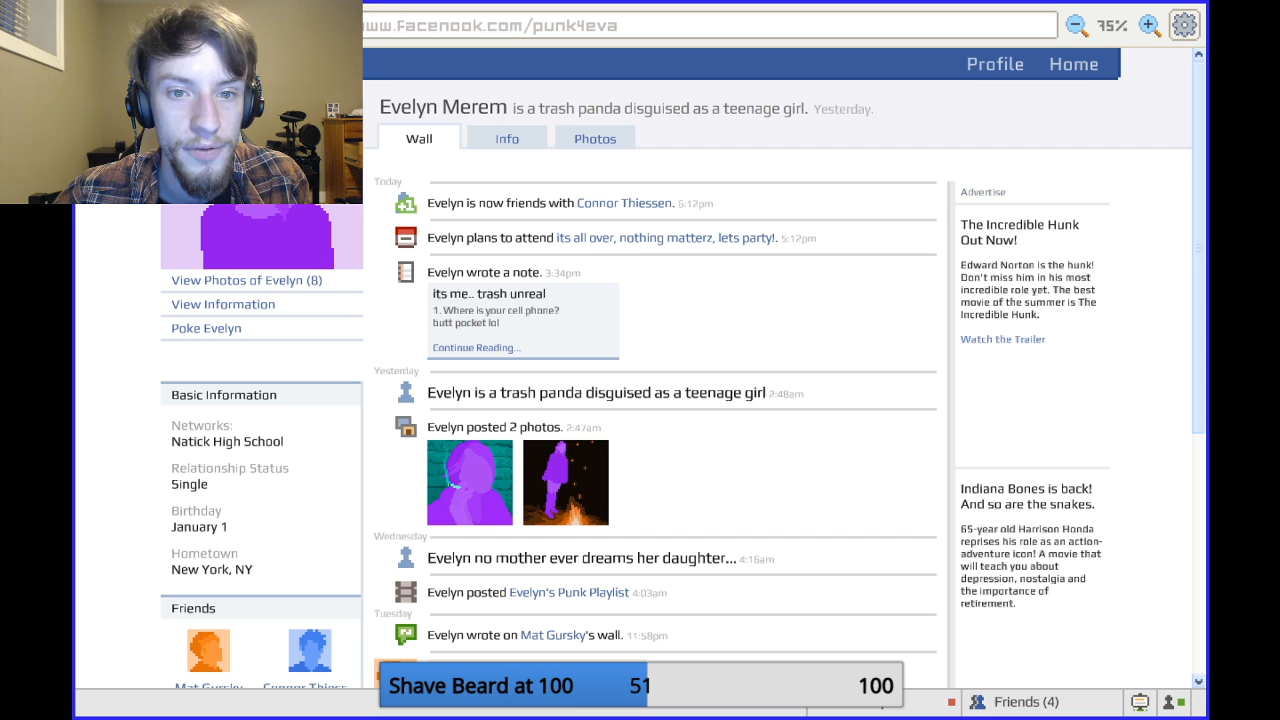 ww.facenook.com/punk4eva
75%
Profile Home
Evelyn Merem is a trash panda disguised as a teenage girl. Yesterday.
Wall Info Photos
Today
Evelyn is now friends with Connor Thiessen. 5:12pm
Evelyn plans to attend its all over, nothing matterz, lets party!. 5:12pm
Evelyn wrote a note. 3:34pm
its me.. trash unreal
1. Where is your cell phone?
butt pocket lol
Continue Reading...
Yesterday
Evelyn is a trash panda disguised as a teenage girl 2:48am
Evelyn posted 2 photos. 2:47am
Wednesday
Evelyn no mother ever dreams her daughter... 4:16am
Evelyn posted Evelyn's Punk Playlist 4:03am
Tuesday
Evelyn wrote on Mat Gursky's wall. 11:58pm
View Photos of Evelyn (8)
View Information
Poke Evelyn
Basic Information
Networks:
Natick High School
Relationship Status
Single
Birthday
January 1
Hometown
New York, NY
Friends
Mat Gursky Connor Thiess...
Advertise
The Incredible Hunk
Out Now!
Edward Norton is the hunk!
Don't miss him in his most
incredible role yet. The best
movie of the summer is The
Incredible Hunk.
Watch the Trailer
Indiana Bones is back!
And so are the snakes.
65-year old Harrison Honda
reprises his role as an action-
adventure icon! A movie that
will teach you about
depression, nostalgia and
the importance of
retirement.
Shave Beard at 100 51 100
Friends (4)